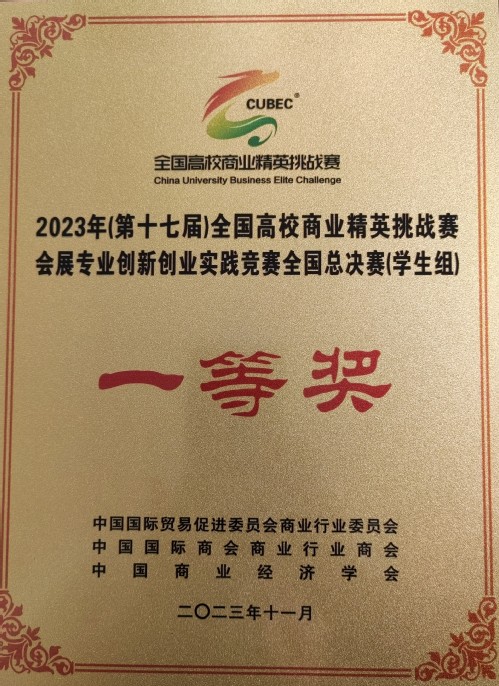 CUBEC®
全国高校商业精英挑战赛
China University Business Elite Challenge
2023年(第十七届)全国高校商业精英挑战赛
会展专业创新创业实践竞赛全国总决赛(学生组)
一等奖
中国国际贸易促进委员会商业行业委员会
中国国际商会商业行业商会
中国商业经济学会
二〇二三年十一月